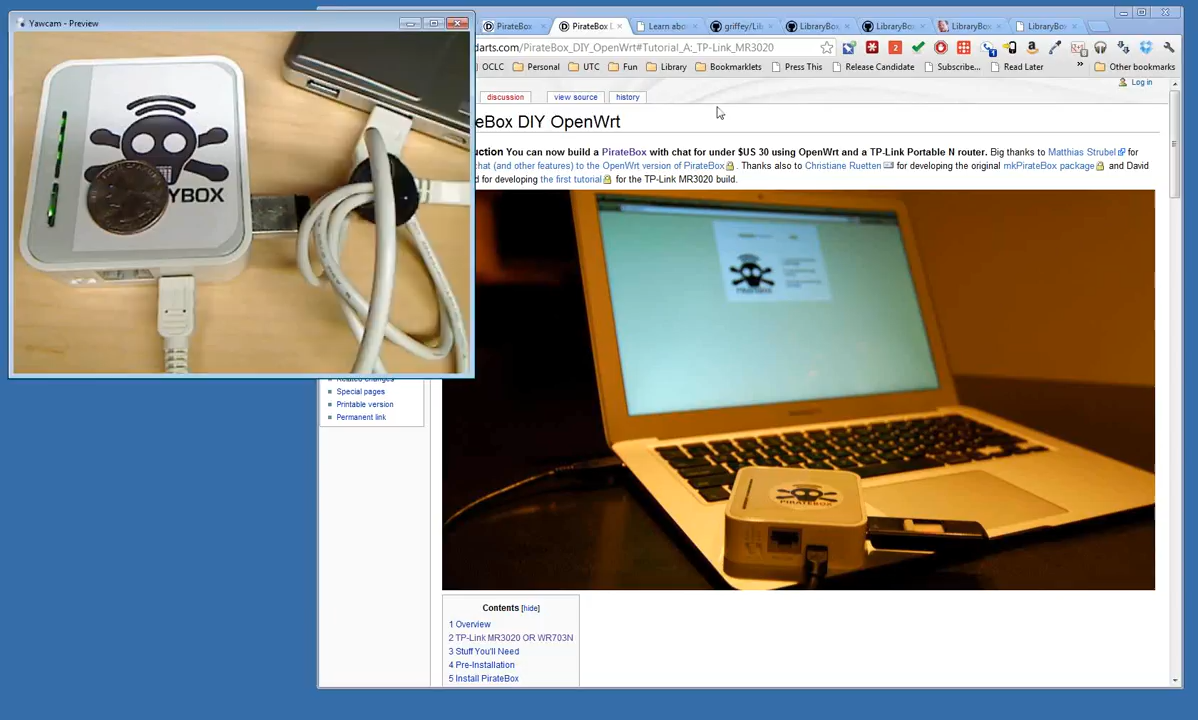 Yawcam - Preview
YBOX
PirateBox
PirateBox D
Learn abo
griffey/Lib
LibraryBox
LibraryBox
LibraryBox
LibraryBox
darts.com/PirateBox_DIY_OpenWrt#Tutorial_A:_TP-Link_MR3020
OCLC Personal UTC Fun Library Bookmarklets Press This Release Candidate Subscribe... Read Later » Other bookmarks
Log in
discussion view source history
eBox DIY OpenWrt
uction You can now build a PirateBox with chat for under $US 30 using OpenWrt and a TP-Link Portable N router. Big thanks to Matthias Strubel for
chat (and other features) to the OpenWrt version of PirateBox . Thanks also to Christiane Ruetten for developing the original mkPirateBox package and David
d for developing the first tutorial for the TP-Link MR3020 build.
PIRATEBOX
Related changes
Special pages
Printable version
Permanent link
Contents [hide]
1 Overview
2 TP-Link MR3020 OR WR703N
3 Stuff You'll Need
4 Pre-Installation
5 Install PirateBox